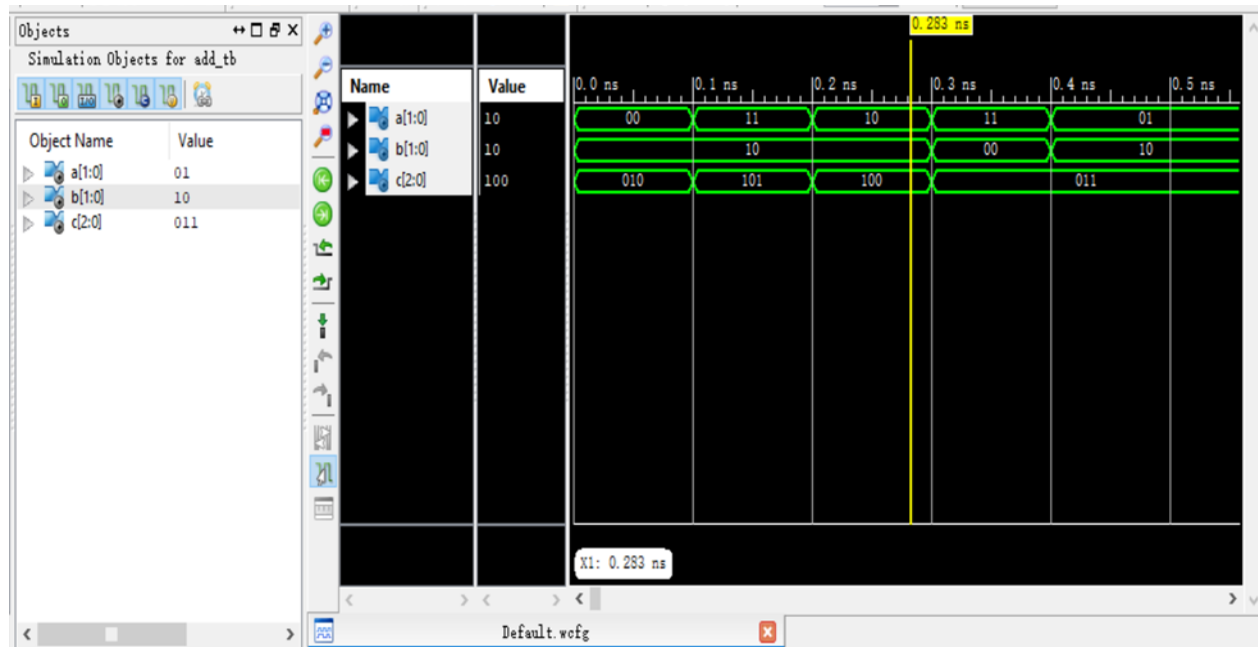 Objects
Simulation Objects for add_tb
Object Name Value
a[1:0] 01
b[1:0] 10
c[2:0] 011
Name Value
a[1:0] 10
b[1:0] 10
c[2:0] 100
0.283 ns
0.0 ns 0.1 ns 0.2 ns 0.3 ns 0.4 ns 0.5 ns
00 11 10 11 01
10 00 10
010 101 100 011
X1: 0.283 ns
Default.wcfg